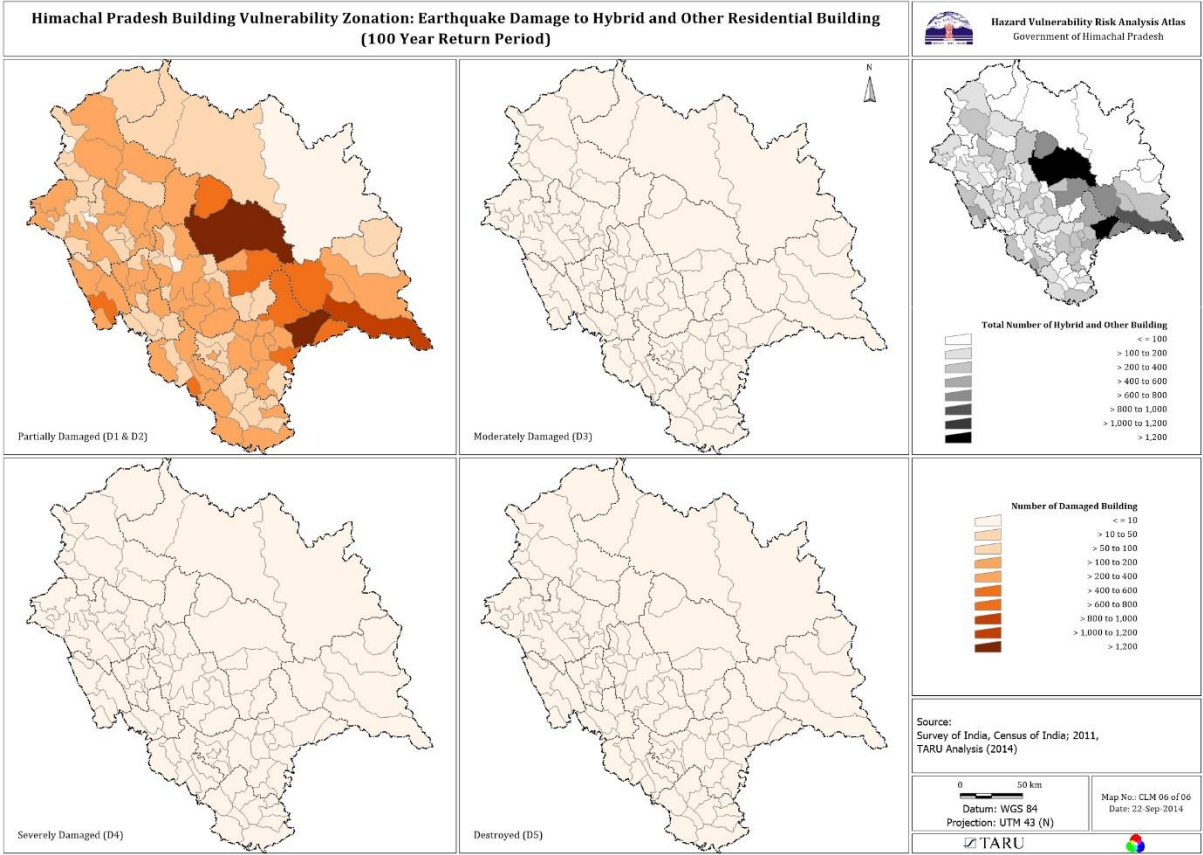 Himachal Pradesh Building Vulnerability Zonation: Earthquake Damage to Hybrid and Other Residential Building
(100 Year Return Period)
Hazard Vulnerability Risk Analysis Atlas
Government of Himachal Pradesh
N
Partially Damaged (D1 & D2)
Moderately Damaged (D3)
Total Number of Hybrid and Other Building
< = 100
> 100 to 200
> 200 to 400
> 400 to 600
> 600 to 800
> 800 to 1,000
> 1,000 to 1,200
> 1,200
Severely Damaged (D4)
Destroyed (D5)
Number of Damaged Building
< = 10
> 10 to 50
> 50 to 100
> 100 to 200
> 200 to 400
> 400 to 600
> 600 to 800
> 800 to 1,000
> 1,000 to 1,200
> 1,200
Source:
Survey of India, Census of India; 2011,
TARU Analysis (2014)
0 50 km
Datum: WGS 84
Projection: UTM 43 (N)
Map No.: CLM 06 of 06
Date: 22-Sep-2014
TARU